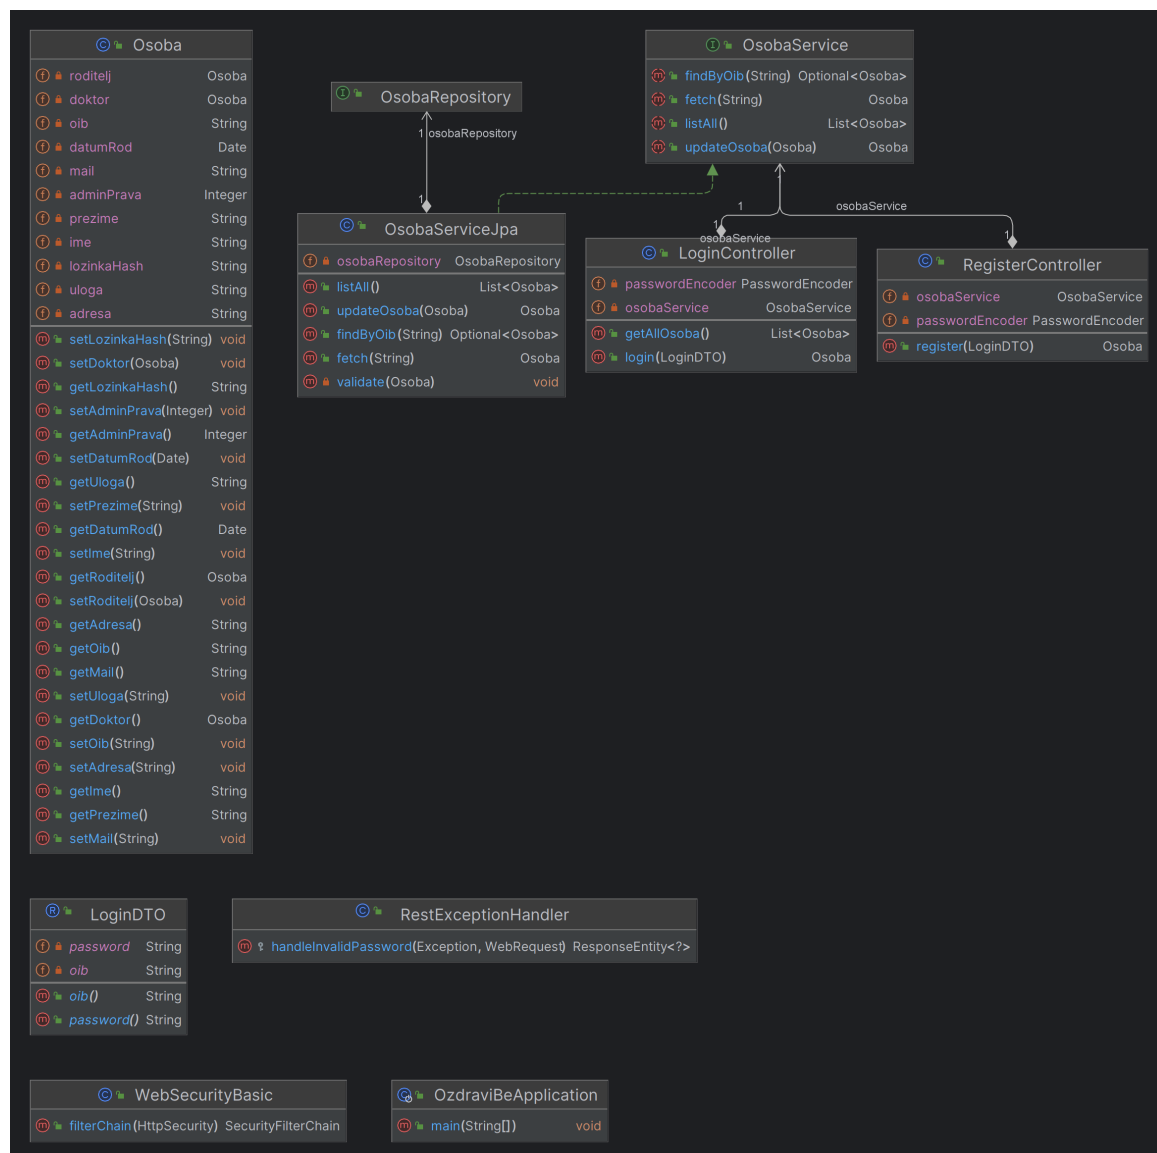 Osoba
roditelj Osoba
doktor Osoba
oib String
datumRod Date
mail String
adminPrava Integer
prezime String
ime String
lozinkaHash String
uloga String
adresa String
setLozinkaHash(String) void
setDoktor(Osoba) void
getLozinkaHash() String
setAdminPrava(Integer) void
getAdminPrava() Integer
setDatumRod(Date) void
getUloga() String
setPrezime(String) void
getDatumRod() Date
setIme(String) void
getRoditelj() Osoba
setRoditelj(Osoba) void
getAdresa() String
getOib() String
getMail() String
setUloga(String) void
getDoktor() Osoba
setOib(String) void
setAdresa(String) void
getIme() String
getPrezime() String
setMail(String) void
OsobaRepository
1 osobaRepository
1
OsobaServiceJpa
osobaRepository OsobaRepository
listAll() List<Osoba>
updateOsoba(Osoba) Osoba
findByOib(String) Optional<Osoba>
fetch(String) Osoba
validate(Osoba) void
OsobaService
findByOib(String) Optional<Osoba>
fetch(String) Osoba
listAll() List<Osoba>
updateOsoba(Osoba) Osoba
1
1
osobaService
1
osobaService
1
LoginController
passwordEncoder PasswordEncoder
osobaService OsobaService
getAllOsoba() List<Osoba>
login(LoginDTO) Osoba
RegisterController
osobaService OsobaService
passwordEncoder PasswordEncoder
register(LoginDTO) Osoba
LoginDTO
password String
oib String
oib() String
password() String
RestExceptionHandler
handleInvalidPassword(Exception, WebRequest) ResponseEntity<?>
WebSecurityBasic
filterChain(HttpSecurity) SecurityFilterChain
OzdraviBeApplication
main(String[]) void